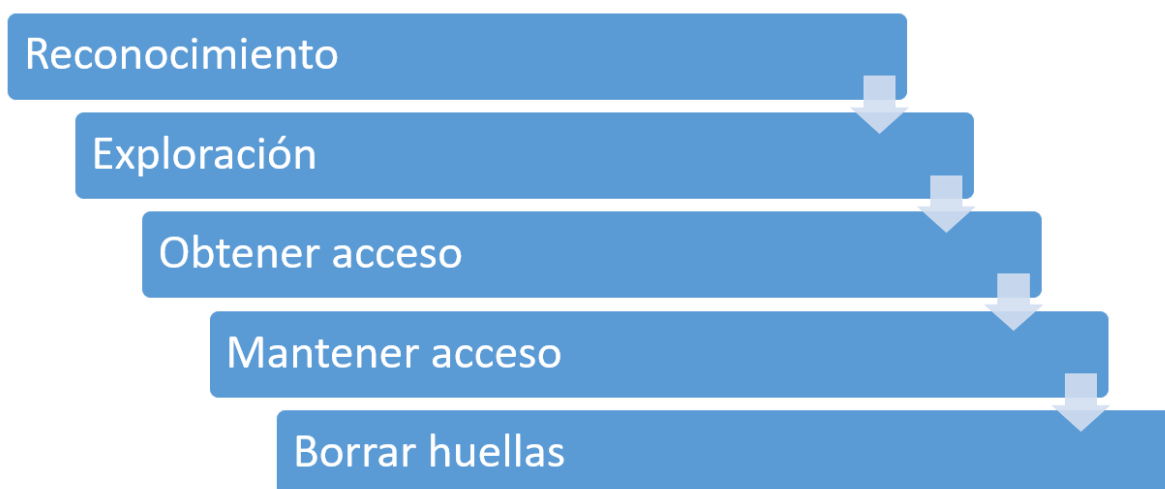 Reconocimiento
Exploración
Obtener acceso
Mantener acceso
Borrar huellas